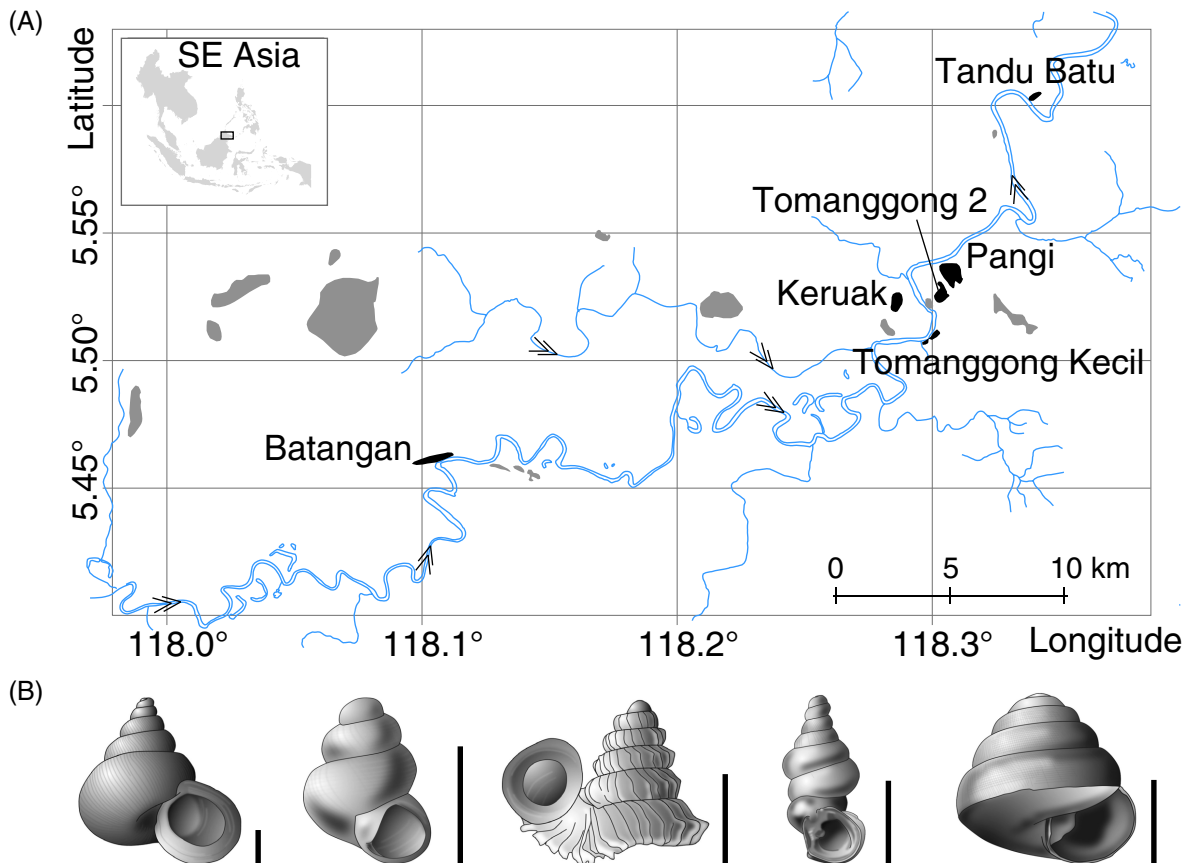 (A)
SE Asia
Latitude
Tandu Batu
Tomanggong 2
5.55°
Pangi
Keruak
5.50°
Tomanggong Kecil
Batangan
5.45°
0 5 10 km
118.0° 118.1° 118.2° 118.3° Longitude
(B)